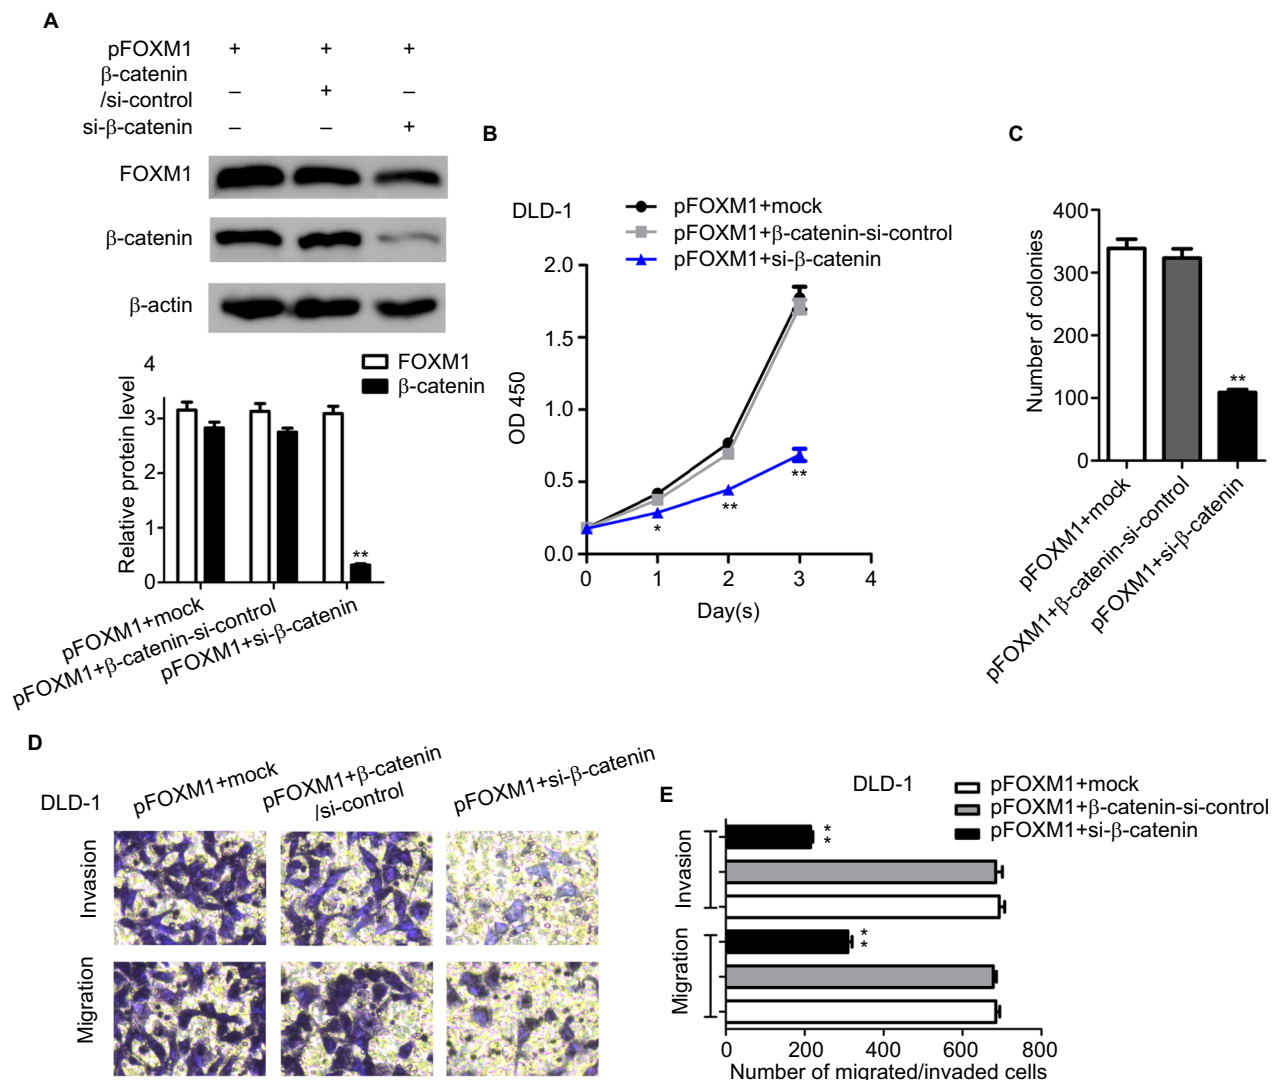 A
pFOXM1 + + +
β-catenin
/si-control – + –
si-β-catenin – – +
FOXM1
β-catenin
β-actin
4
3
2
1
0
Relative protein level
FOXM1
β-catenin
**
pFOXM1+mock
pFOXM1+β-catenin-si-control
pFOXM1+si-β-catenin
B
DLD-1
pFOXM1+mock
pFOXM1+β-catenin-si-control
pFOXM1+si-β-catenin
2.0
1.5
1.0
0.5
0.0
OD 450
*
**
**
0 1 2 3 4
Day(s)
C
400
300
200
100
0
Number of colonies
**
pFOXM1+mock
pFOXM1+β-catenin-si-control
pFOXM1+si-β-catenin
D
DLD-1
pFOXM1+mock
pFOXM1+β-catenin
/si-control
pFOXM1+si-β-catenin
Invasion
Migration
E
DLD-1
pFOXM1+mock
pFOXM1+β-catenin-si-control
pFOXM1+si-β-catenin
Invasion
**
Migration
**
0 200 400 600 800
Number of migrated/invaded cells